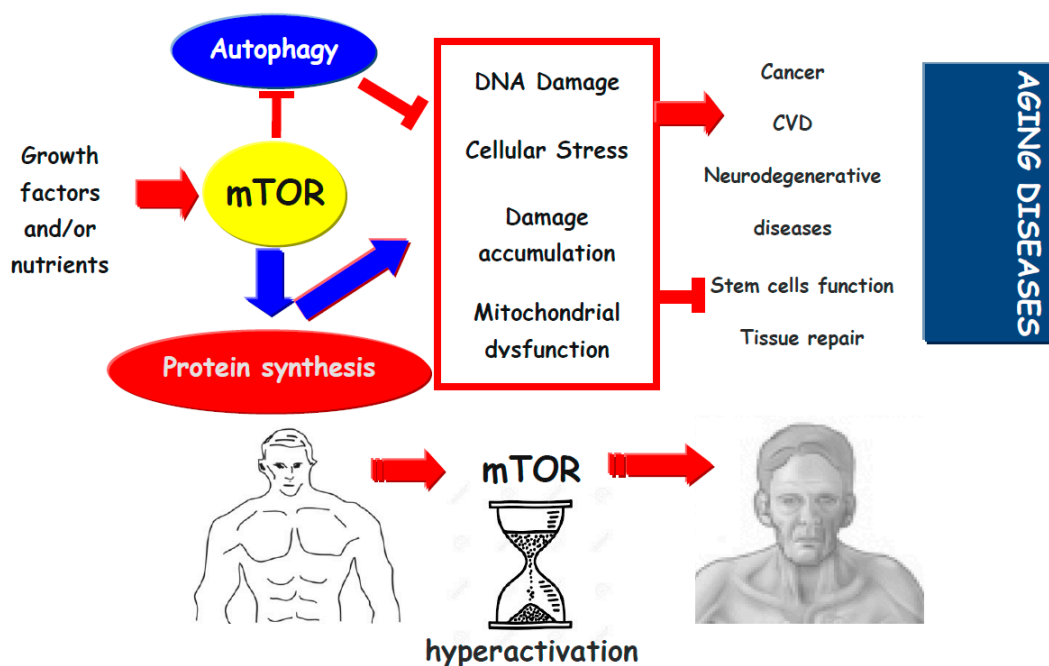 Autophagy
Growth
factors
and/or
nutrients
mTOR
Protein synthesis
DNA Damage
Cellular Stress
Damage
accumulation
Mitochondrial
dvsfunction
Cancer
CVD
Neurodegenerative
diseases
Stem cells function
Tissue repair
AGING DISEASES
mTOR
hyperactivation